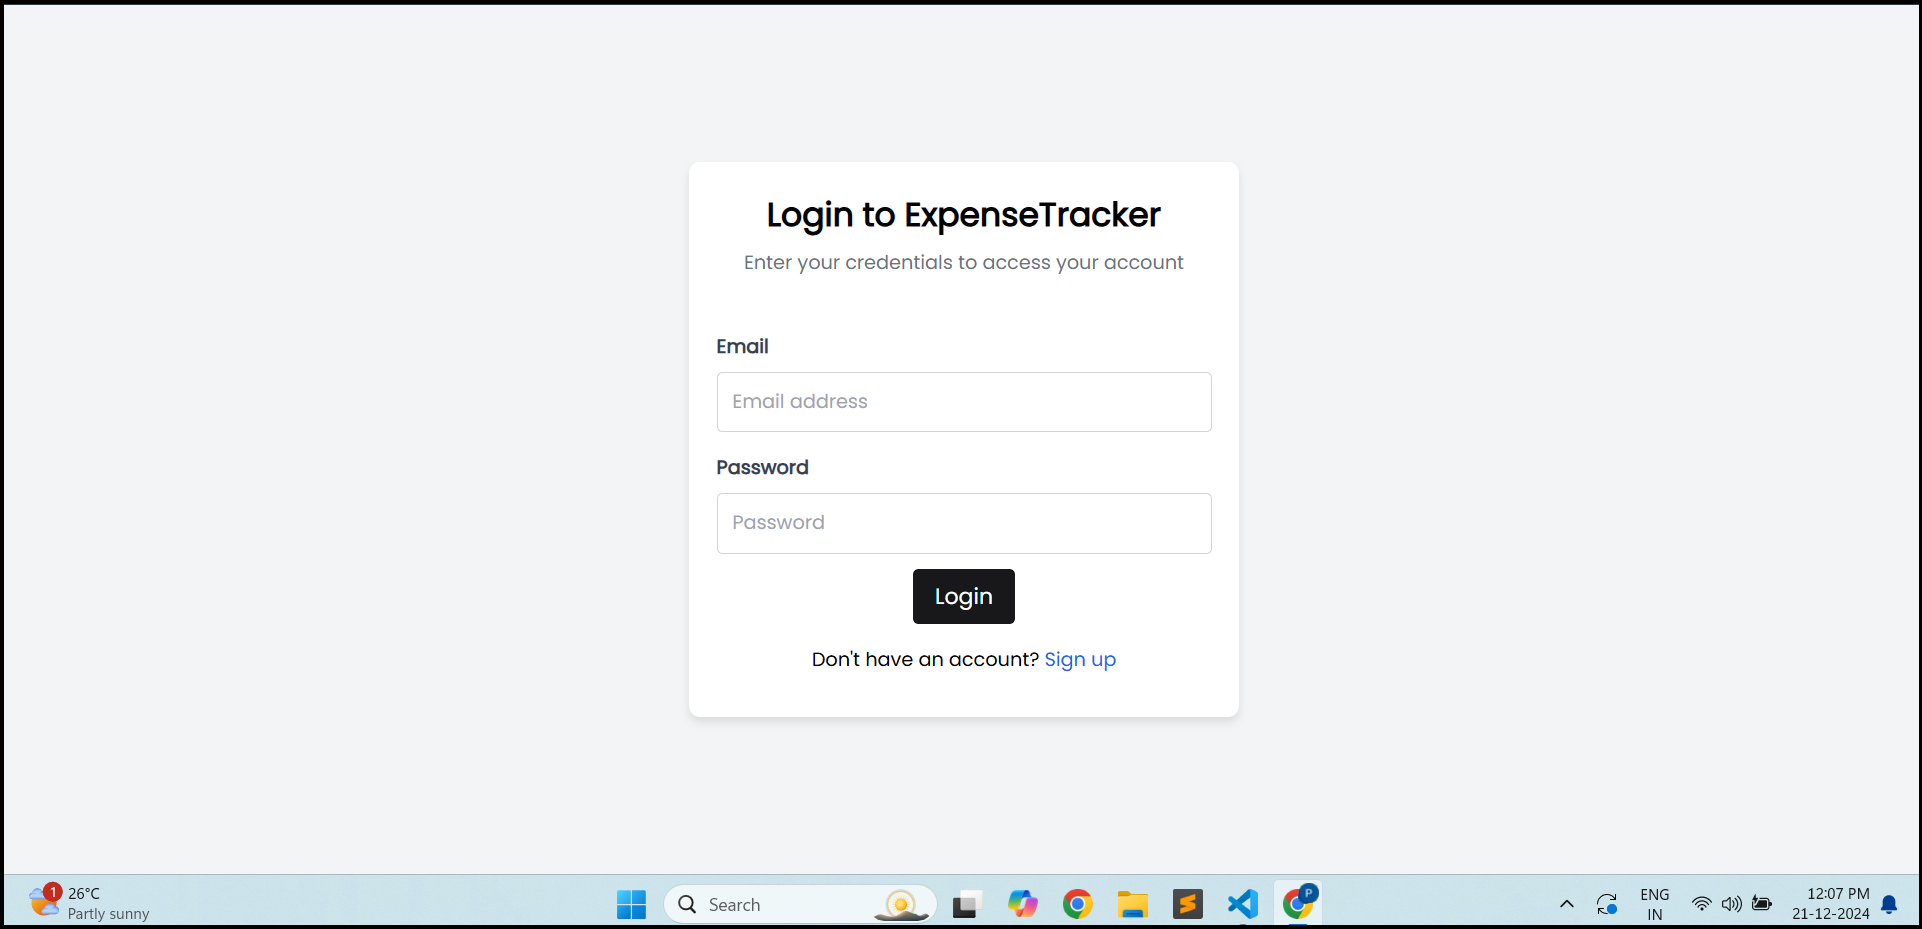 Login to ExpenseTracker
Enter your credentials to access your account
Email
Email address
Password
Password
Login
Don't have an account? Sign up
1
26°C
Partly sunny
Search
P
ENG
IN
12:07 PM
21-12-2024